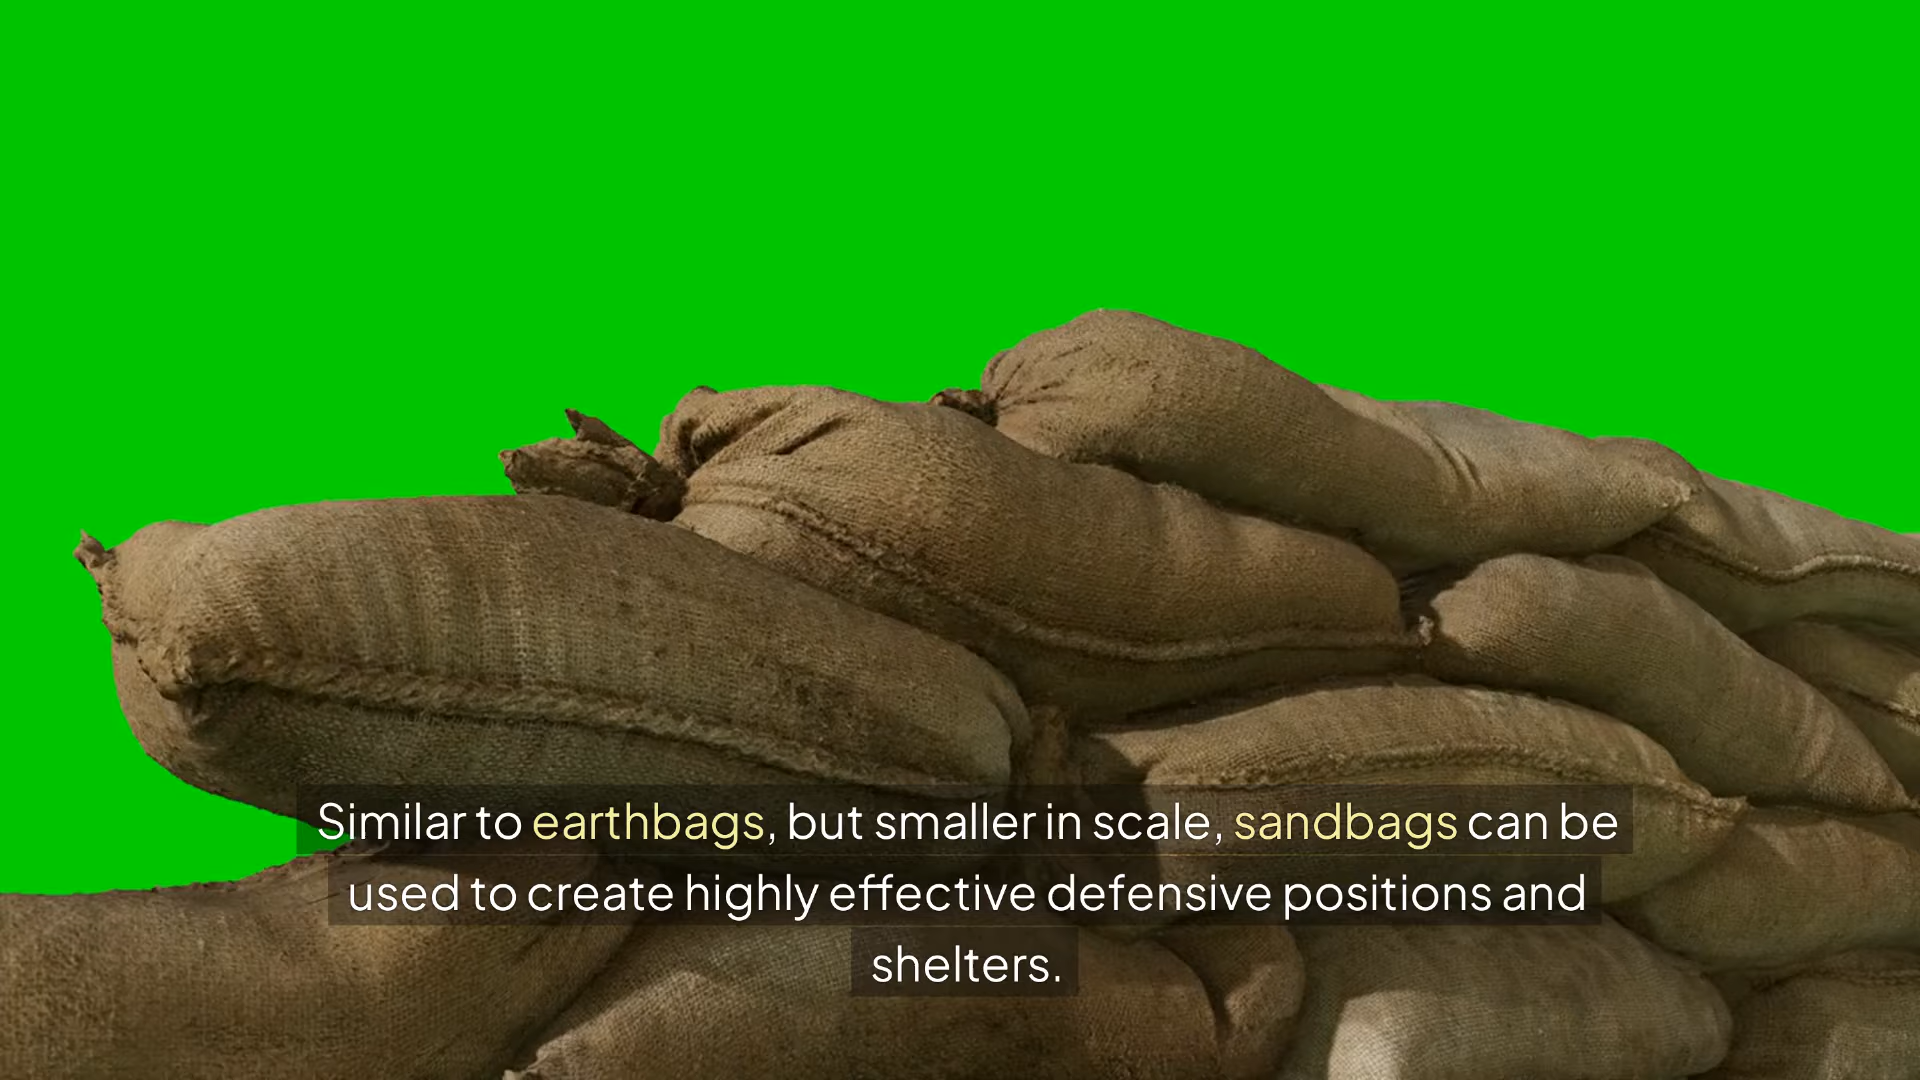 Similar to earthbags, but smaller in scale, sandbags can be
used to create highly effective defensive positions and
shelters.